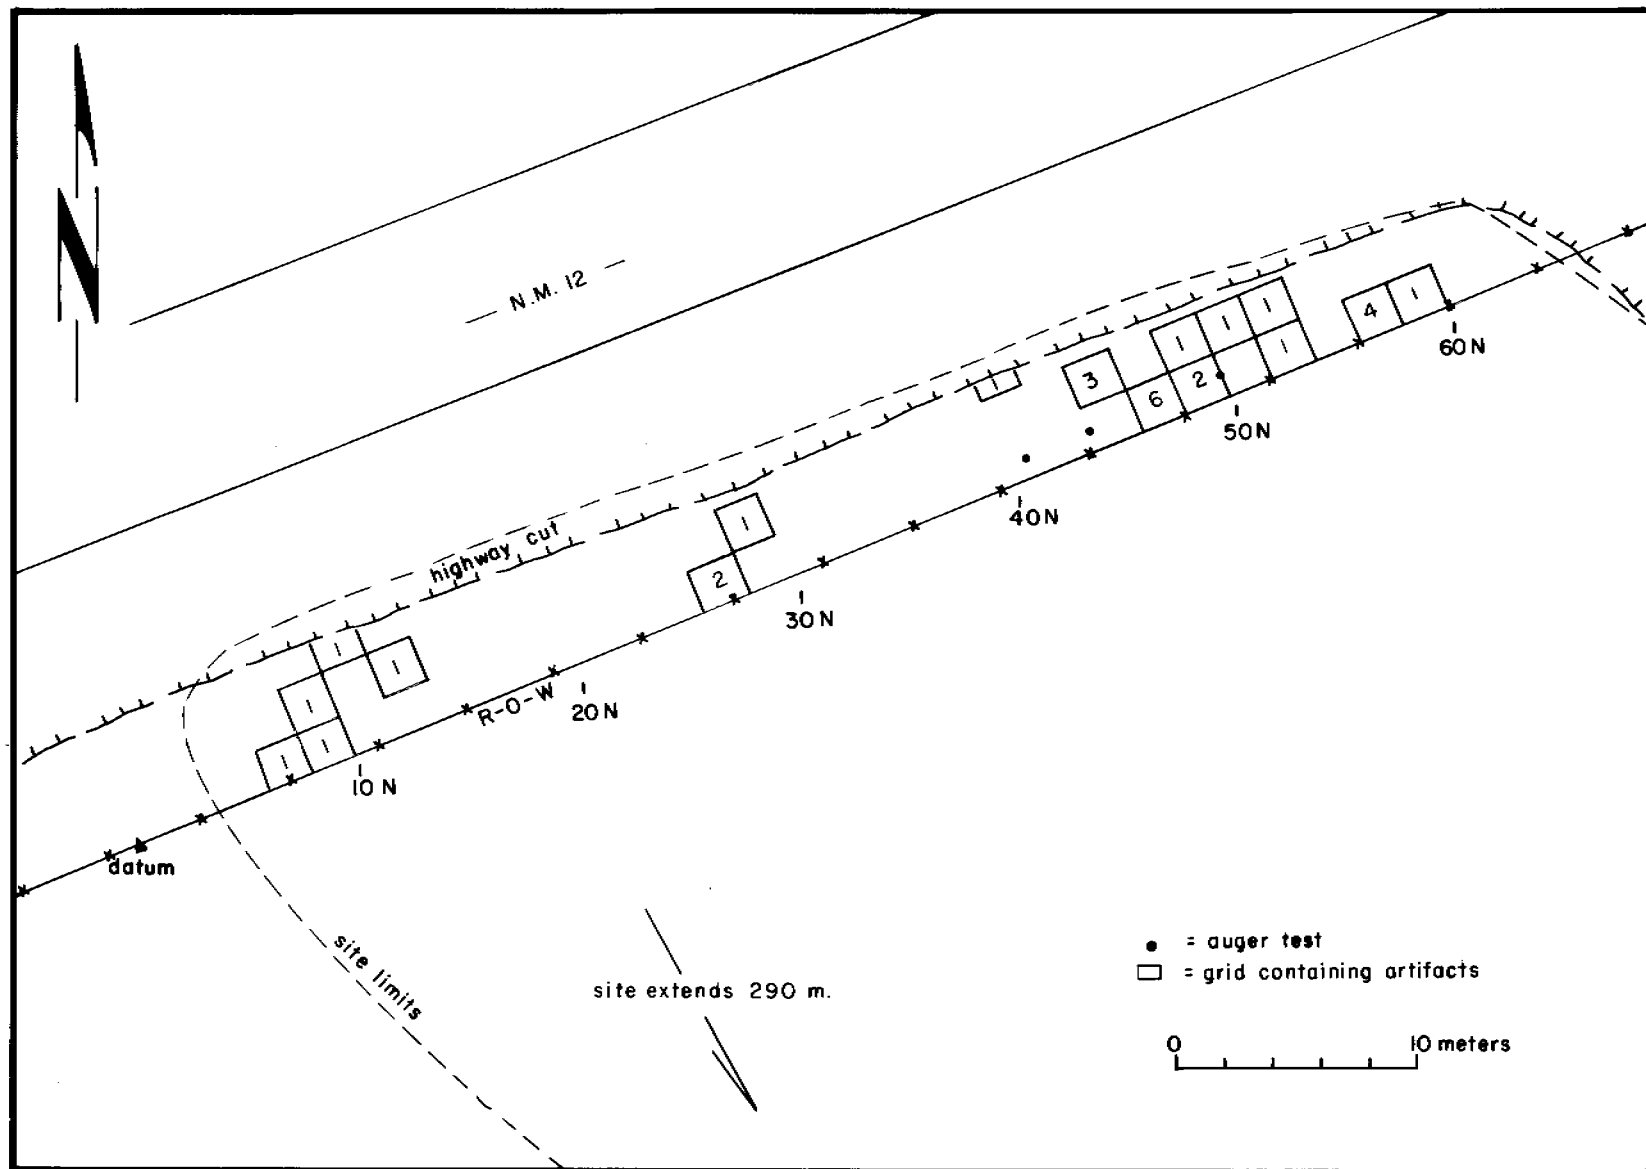 N
N.M. 12
4 1
1 1 1
60N
3
1
1
6 2
50N
40N
1
highway cut
2
30N
1
1
R-O-W
20N
1
1 1
10N
datum
site limits
site extends 290 m.
= auger test
= grid containing artifacts
0 10 meters